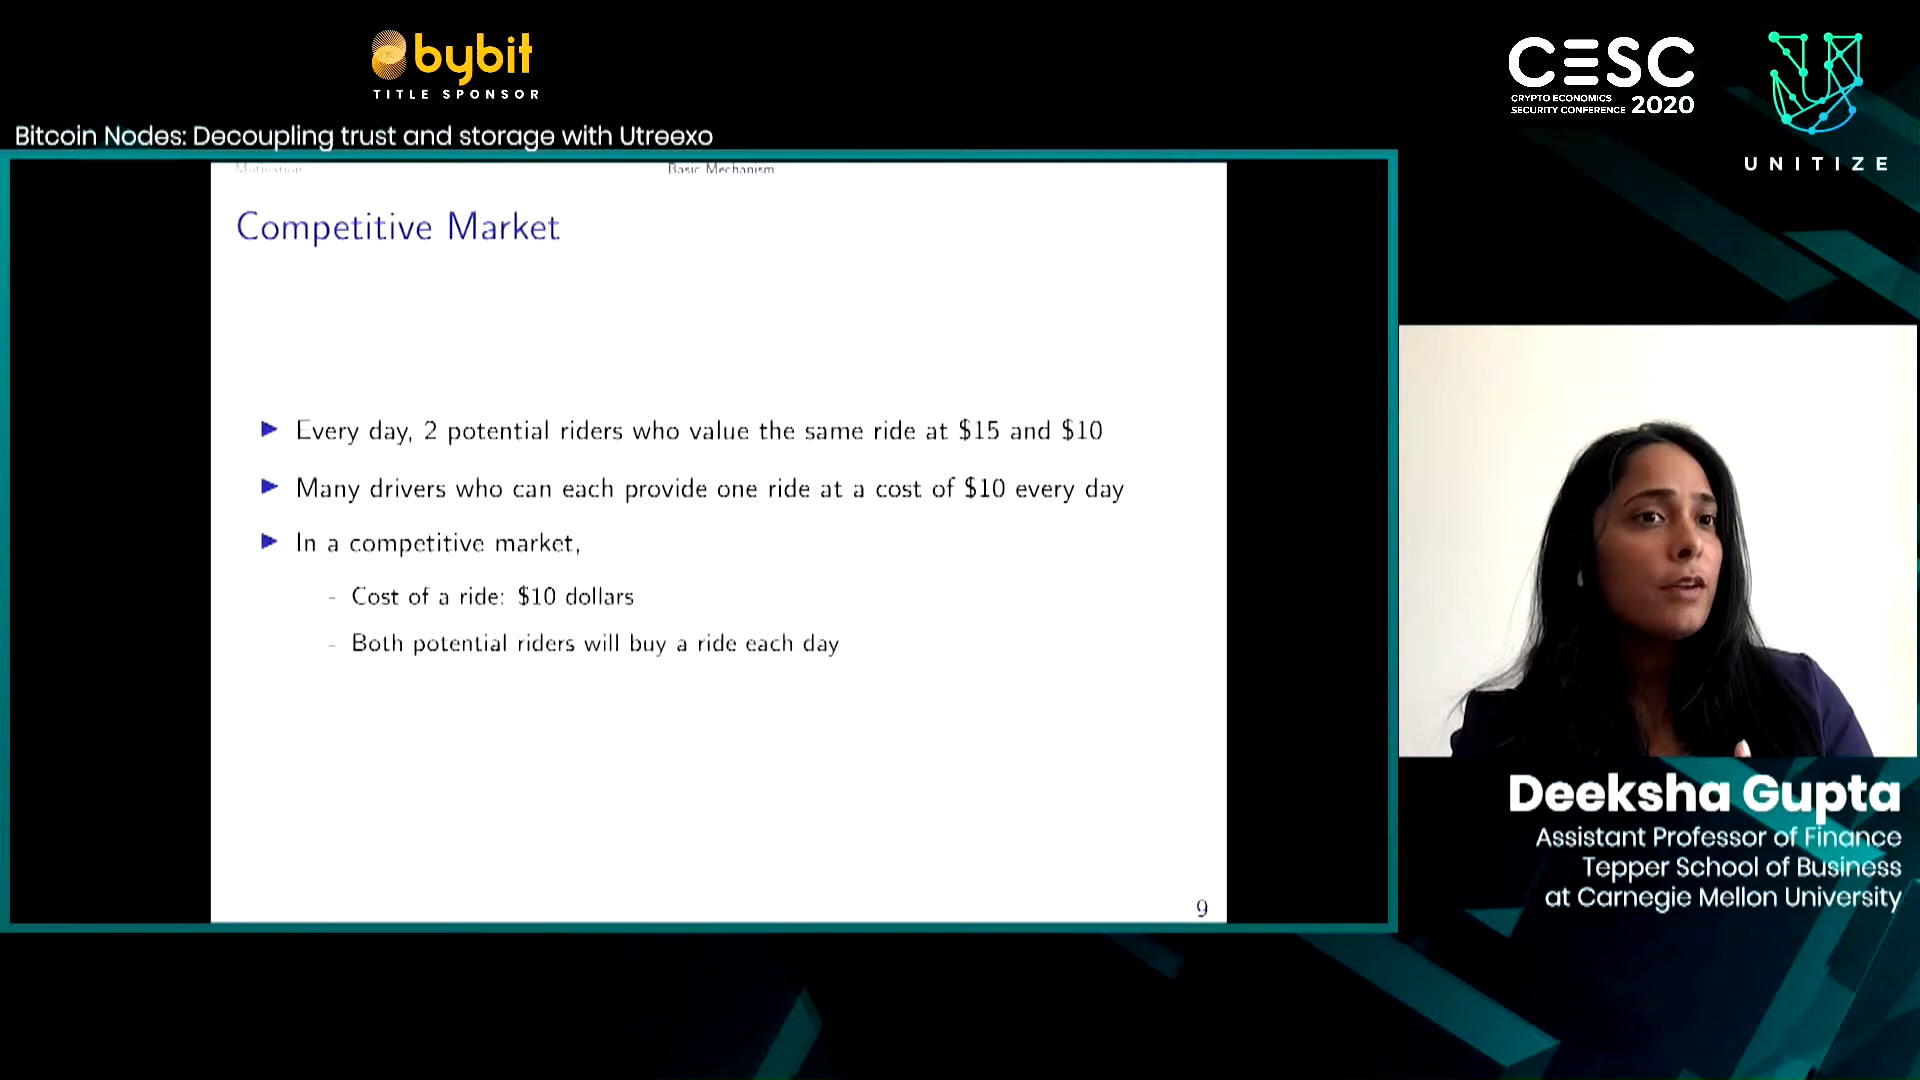 bybit
TITLE SPONSOR
CESC
CRYPTO ECONOMICS
SECURITY CONFERENCE 2020
UNITIZE
Bitcoin Nodes: Decoupling trust and storage with Utreexo
Motivation
Basic Mechanism
Competitive Market
Every day, 2 potential riders who value the same ride at $15 and $10
Many drivers who can each provide one ride at a cost of $10 every day
In a competitive market,
- Cost of a ride: $10 dollars
- Both potential riders will buy a ride each day
9
Deeksha Gupta
Assistant Professor of Finance
Tepper School of Business
at Carnegie Mellon University